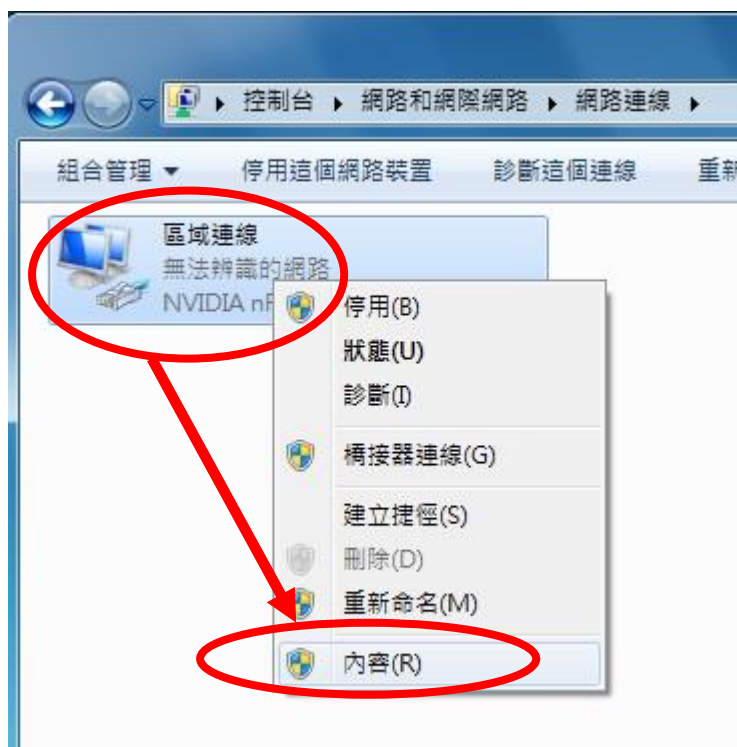 控制台 ▸ 網路和網際網路 ▸ 網路連線 ▸
組合管理 ▼ 停用這個網路裝置 診斷這個連線 重新
區域連線
無法辨識的網路
NVIDIA nF
停用(B)
狀態(U)
診斷(I)
橋接器連線(G)
建立捷徑(S)
刪除(D)
重新命名(M)
內容(R)